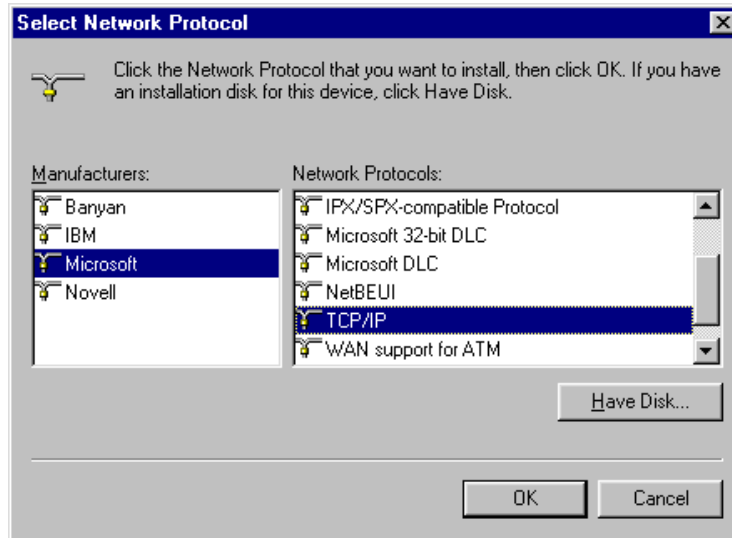 Select Network Protocol
Click the Network Protocol that you want to install, then click OK. If you have
an installation disk for this device, click Have Disk.
Manufacturers:
Banyan
IBM
Microsoft
Novell
Network Protocols:
IPX/SPX-compatible Protocol
Microsoft 32-bit DLC
Microsoft DLC
NetBEUI
TCP/IP
WAN support for ATM
Have Disk...
OK
Cancel